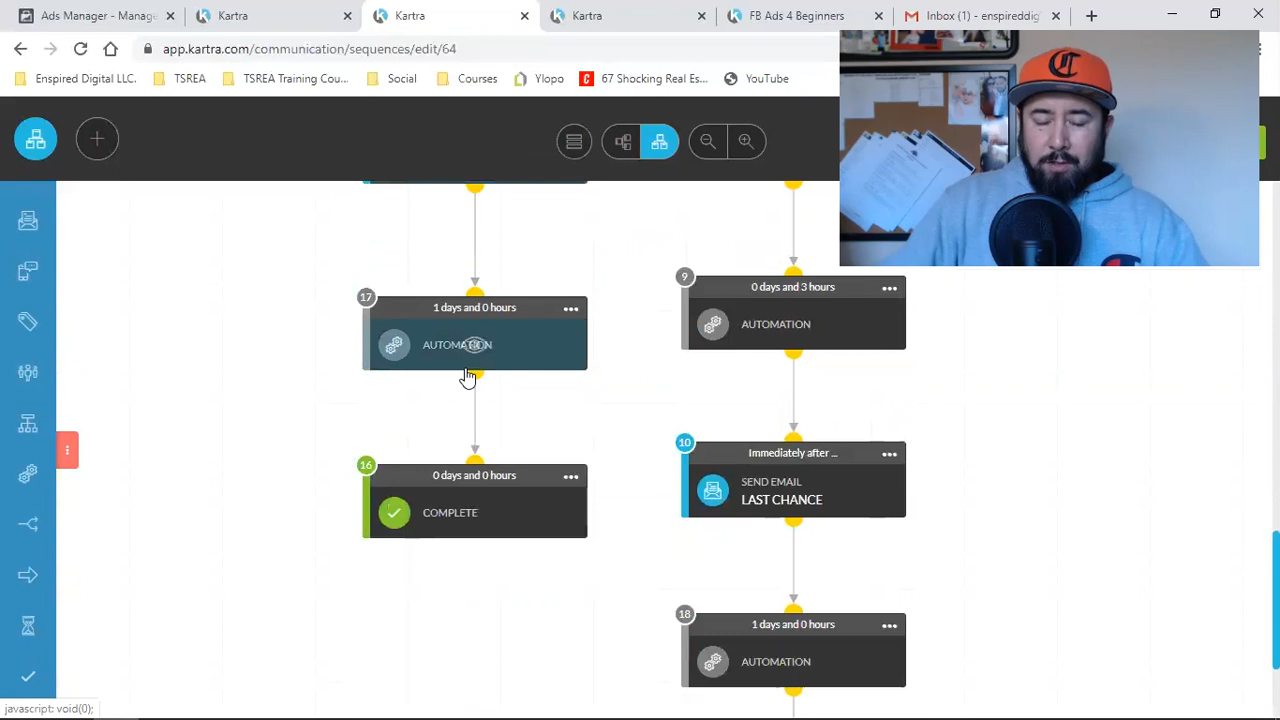 Ads Manager - Manage
Kartra
Kartra
Kartra
FB Ads 4 Beginners
Inbox (1) - enspireddig
app.kartra.com/communication/sequences/edit/64
Enspired Digital LLC.
TSREA
Social
Courses
Ylopo
67 Shocking Real Es...
YouTube
17
1 days and 0 hours
AUTOMATION
16
0 days and 0 hours
COMPLETE
9
0 days and 3 hours
AUTOMATION
10
Immediately after ...
SEND EMAIL
LAST CHANCE
18
1 days and 0 hours
AUTOMATION
javascript: void(0);